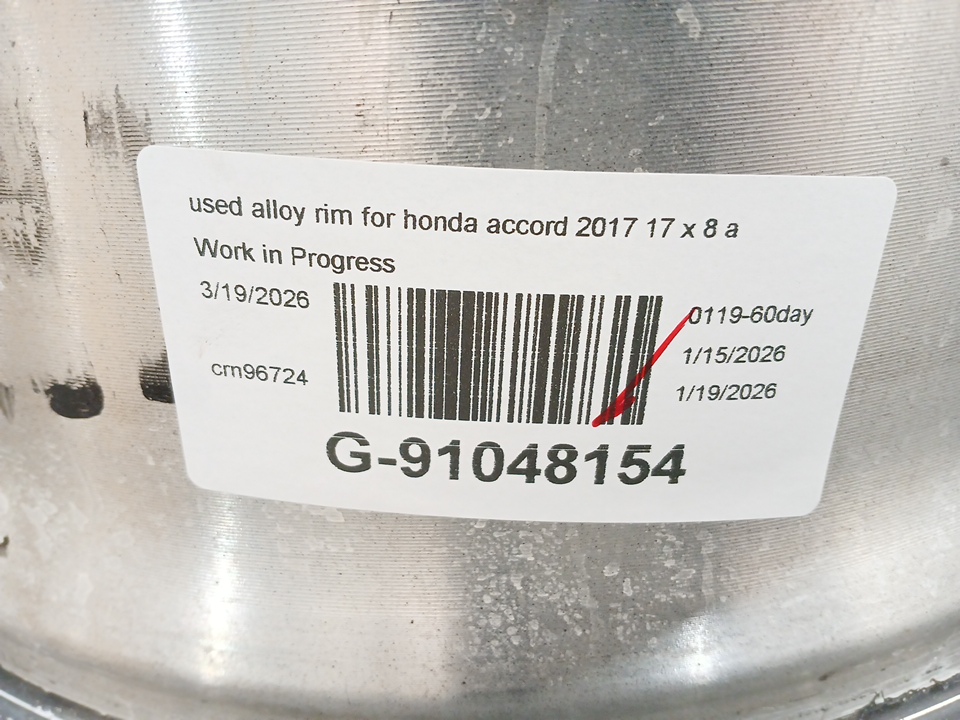 used alloy rim for honda accord 2017 17 x 8 a
Work in Progress
3/19/2026
0119-60day
1/15/2026
crn96724
1/19/2026
G-91048154